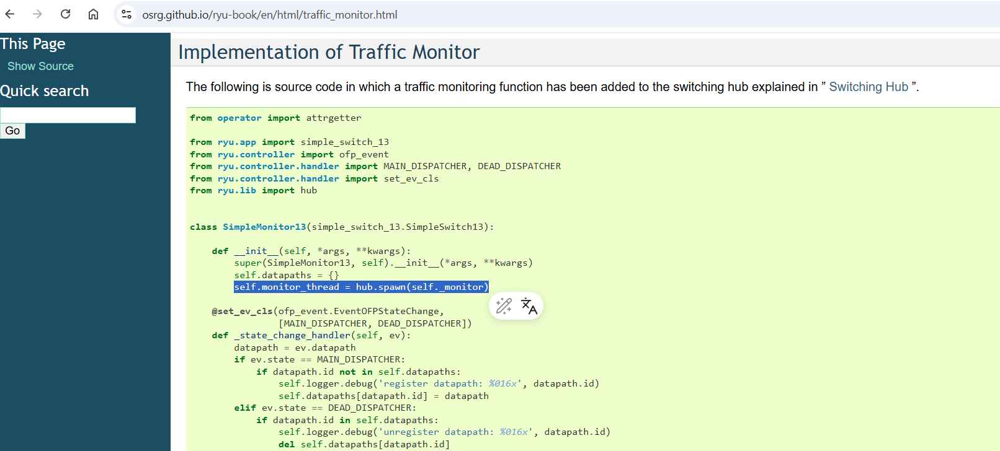 osrg.github.io/ryu-book/en/html/traffic_monitor.html
This Page
Show Source
Quick search
Go
Implementation of Traffic Monitor
The following is source code in which a traffic monitoring function has been added to the switching hub explained in ” Switching Hub ”.
from operator import attrgetter
from ryu.app import simple_switch_13
from ryu.controller import ofp_event
from ryu.controller.handler import MAIN_DISPATCHER, DEAD_DISPATCHER
from ryu.controller.handler import set_ev_cls
from ryu.lib import hub
class SimpleMonitor13(simple_switch_13.SimpleSwitch13):
    def __init__(self, *args, **kwargs):
        super(SimpleMonitor13, self).__init__(*args, **kwargs)
        self.datapaths = {}
        self.monitor_thread = hub.spawn(self._monitor)
    @set_ev_cls(ofp_event.EventOFPStateChange,
                [MAIN_DISPATCHER, DEAD_DISPATCHER])
    def _state_change_handler(self, ev):
        datapath = ev.datapath
        if ev.state == MAIN_DISPATCHER:
            if datapath.id not in self.datapaths:
                self.logger.debug('register datapath: %016x', datapath.id)
                self.datapaths[datapath.id] = datapath
        elif ev.state == DEAD_DISPATCHER:
            if datapath.id in self.datapaths:
                self.logger.debug('unregister datapath: %016x', datapath.id)
                del self.datapaths[datapath.id]